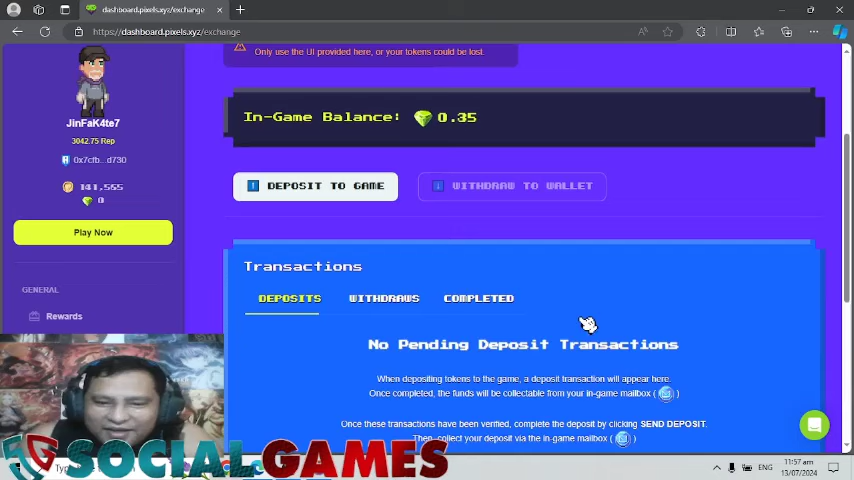 dashboard.pixels.xyz/exchange
https://dashboard.pixels.xyz/exchange
Only use the UI provided here, or your tokens could be lost.
In-Game Balance: 0.35
JinFaK4te7
3042.75 Rep
0x7cfb...d730
141,565
0
Play Now
GENERAL
Rewards
DEPOSIT TO GAME
WITHDRAW TO WALLET
Transactions
DEPOSITS
WITHDRAWS
COMPLETED
No Pending Deposit Transactions
When depositing tokens to the game, a deposit transaction will appear here.
Once completed, the funds will be collectable from your in-game mailbox ( )
Once these transactions have been verified, complete the deposit by clicking SEND DEPOSIT.
Then, collect your deposit via the in-game mailbox ( )
SOCIALGAMES
ENG
11:57 am
13/07/2024